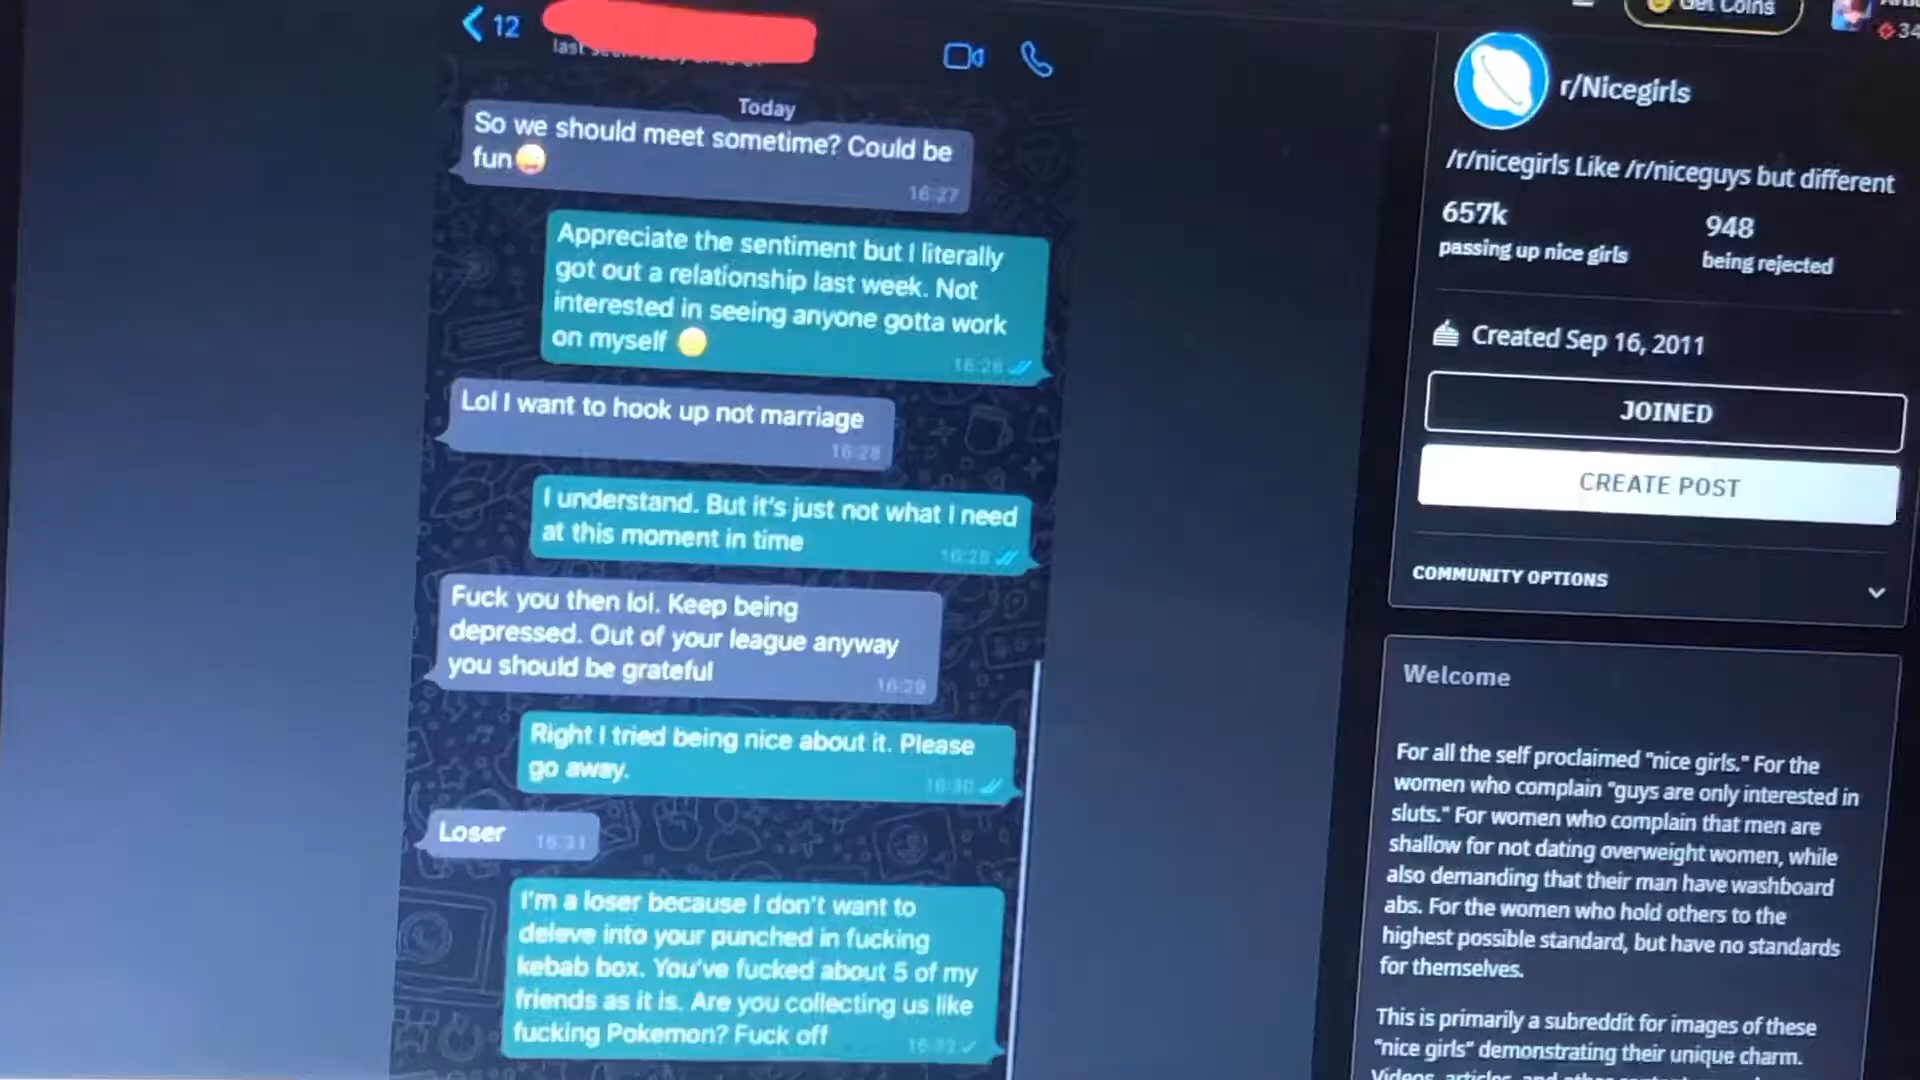 12
last
Today
So we should meet sometime? Could be
fun
16:27
Appreciate the sentiment but I literally
got out a relationship last week. Not
interested in seeing anyone gotta work
on myself
16:28
Lol I want to hook up not marriage
16:28
I understand. But it's just not what I need
at this moment in time
16:28
Fuck you then lol. Keep being
depressed. Out of your league anyway
you should be grateful
16:29
Right I tried being nice about it. Please
go away.
16:30
Loser
16:31
I'm a loser because I don't want to
deleve into your punched in fucking
kebab box. You've fucked about 5 of my
friends as it is. Are you collecting us like
fucking Pokemon? Fuck off
16:33
Get Coins
34
r/Nicegirls
/r/nicegirls Like /r/niceguys but different
657k
948
passing up nice girls
being rejected
Created Sep 16, 2011
JOINED
CREATE POST
COMMUNITY OPTIONS
Welcome
For all the self proclaimed "nice girls." For the
women who complain "guys are only interested in
sluts." For women who complain that men are
shallow for not dating overweight women, while
also demanding that their man have washboard
abs. For the women who hold others to the
highest possible standard, but have no standards
for themselves.
This is primarily a subreddit for images of these
"nice girls" demonstrating their unique charm.
Videos, articles, and other